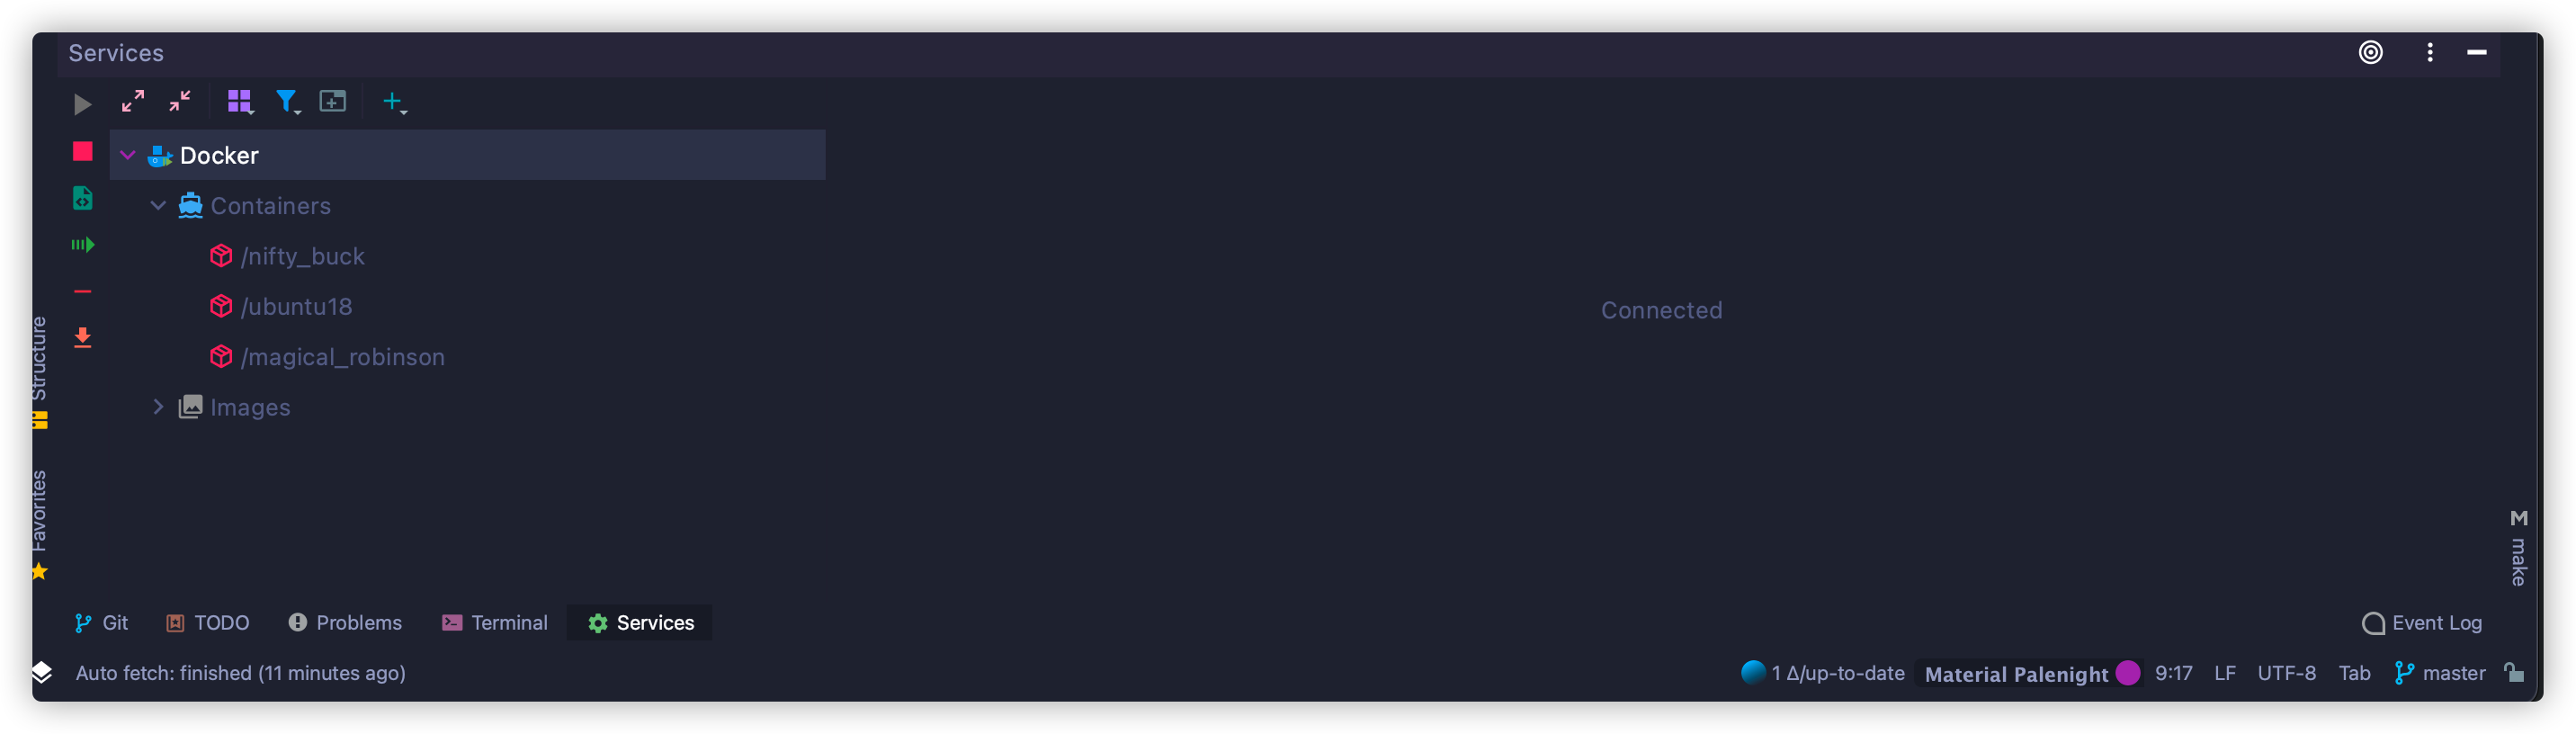 Services
Docker
Containers
/nifty_buck
/ubuntu18
/magical_robinson
Images
Connected
Structure
Favorites
M make
Git TODO Problems Terminal Services Event Log
Auto fetch: finished (11 minutes ago) 1 Δ/up-to-date Material Palenight 9:17 LF UTF-8 Tab master